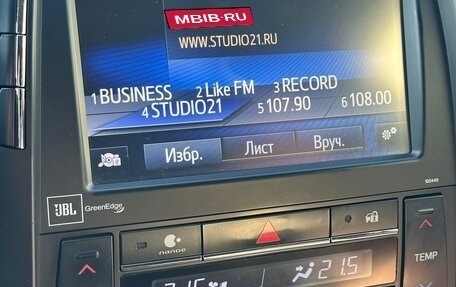 MBIB·RU
WWW.STUDIO21.RU
1 BUSINESS 2 Like FM 3 RECORD
4 STUDIO21 5 107.90 6 108.00
Избр. Лист Вруч.
JBL GreenEdge 100449
nanoe
TEMP
21.5